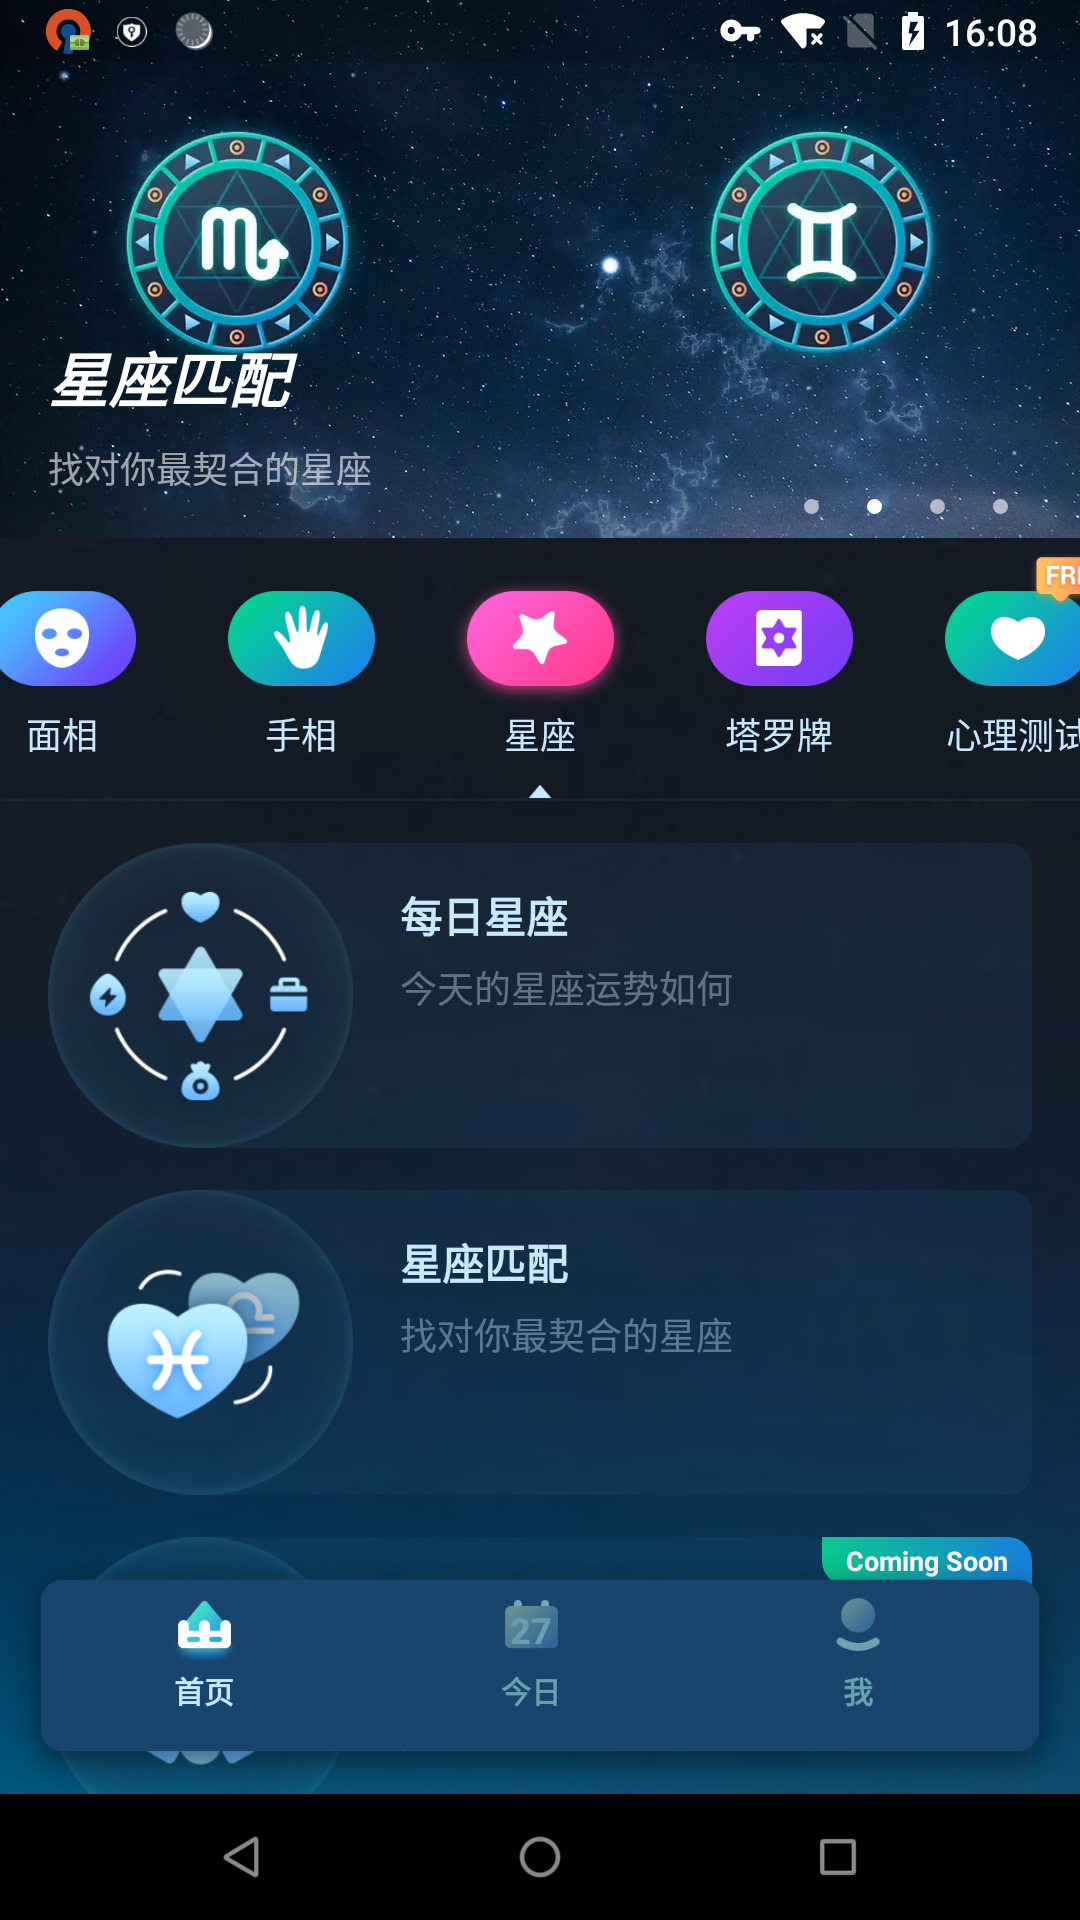 16:08
星座匹配
找对你最契合的星座
面相
手相
星座
塔罗牌
心理测试
每日星座
今天的星座运势如何
星座匹配
找对你最契合的星座
Coming Soon
首页
27
今日
我